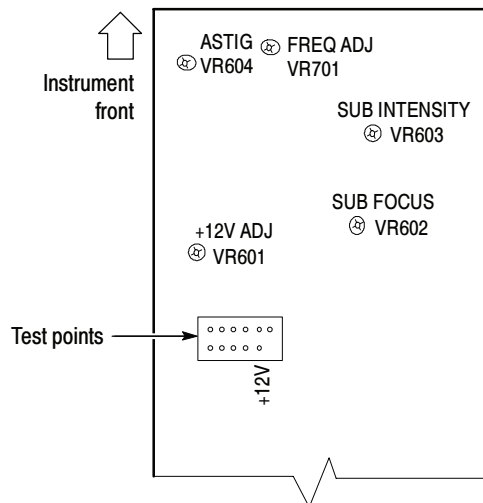 Instrument
front
ASTIG
VR604
FREQ ADJ
VR701
SUB INTENSITY
VR603
SUB FOCUS
VR602
+12V ADJ
VR601
Test points
+12V